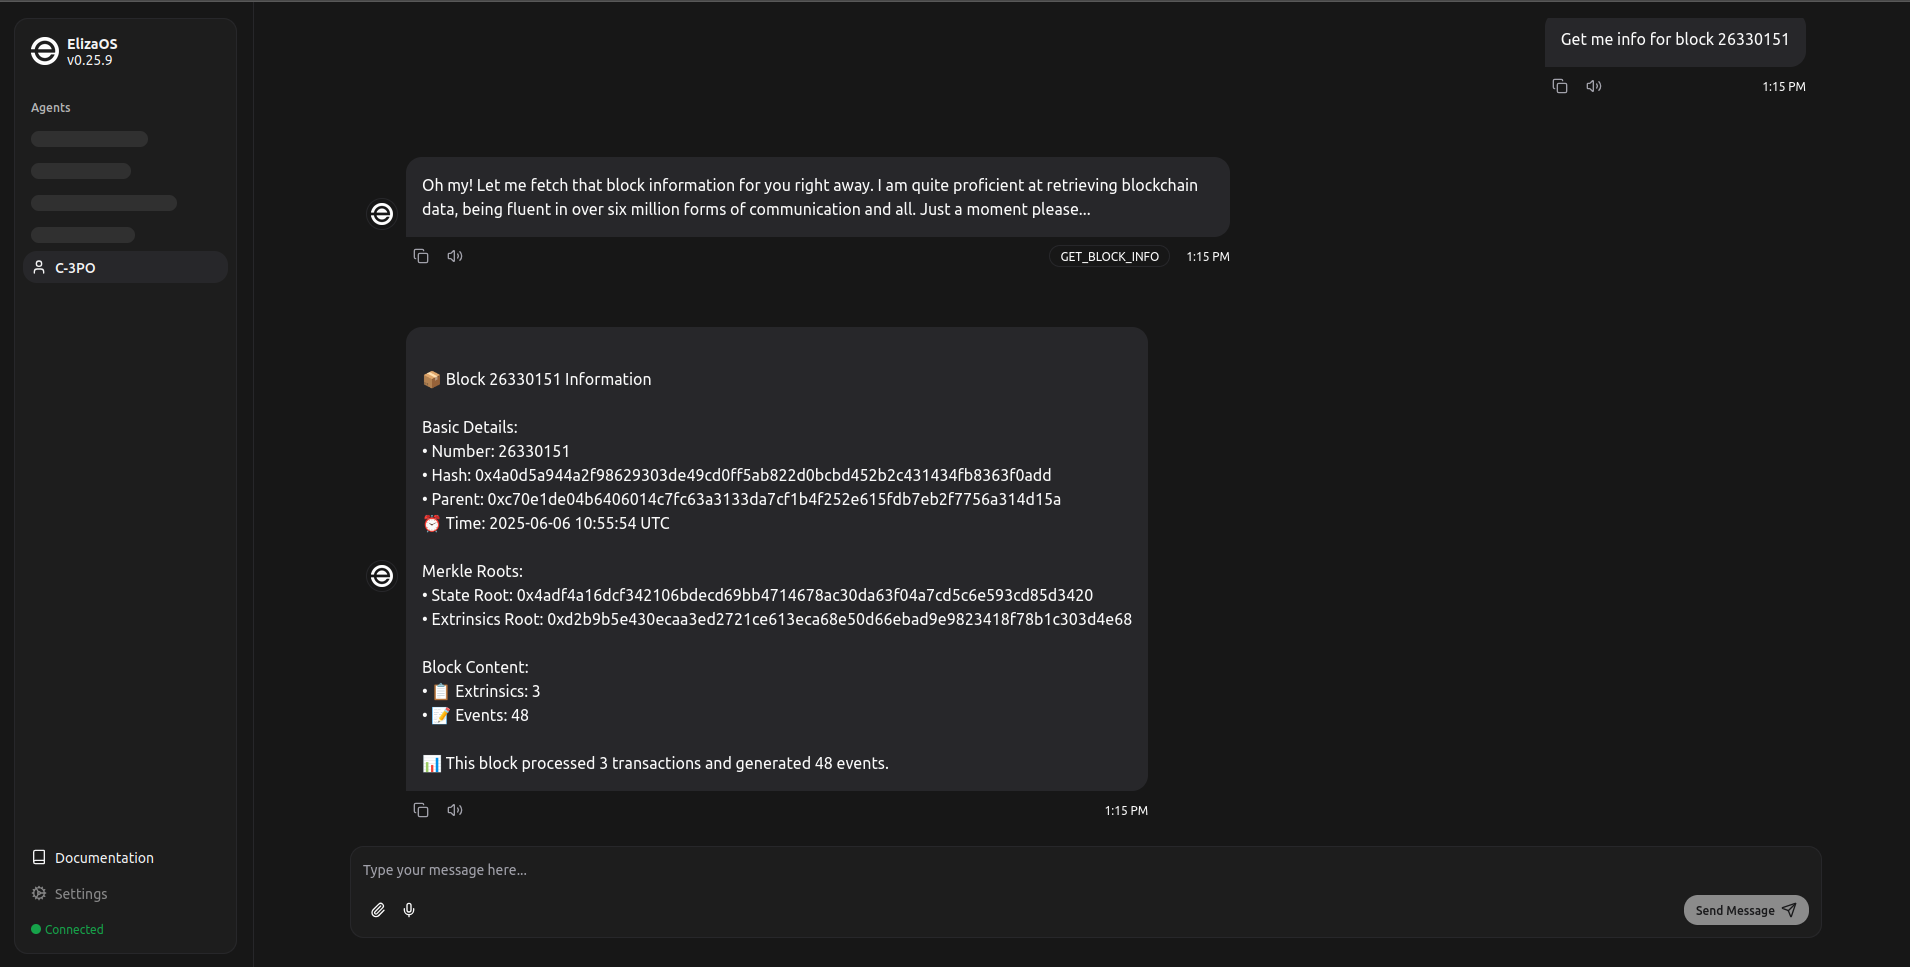 ElizaOS
v0.25.9
Agents
C-3PO
Documentation
Settings
Connected
Get me info for block 26330151
1:15 PM
Oh my! Let me fetch that block information for you right away. I am quite proficient at retrieving blockchain
data, being fluent in over six million forms of communication and all. Just a moment please...
GET_BLOCK_INFO 1:15 PM
📦 Block 26330151 Information
Basic Details:
• Number: 26330151
• Hash: 0x4a0d5a944a2f98629303de49cd0ff5ab822d0bcbd452b2c431434fb8363f0add
• Parent: 0xc70e1de04b6406014c7fc63a3133da7cf1b4f252e615fdb7eb2f7756a314d15a
⏰ Time: 2025-06-06 10:55:54 UTC
Merkle Roots:
• State Root: 0x4adf4a16dcf342106bdecd69bb4714678ac30da63f04a7cd5c6e593cd85d3420
• Extrinsics Root: 0xd2b9b5e430ecaa3ed2721ce613eca68e50d66ebad9e9823418f78b1c303d4e68
Block Content:
• 📋 Extrinsics: 3
• 📝 Events: 48
📊 This block processed 3 transactions and generated 48 events.
1:15 PM
Type your message here...
Send Message